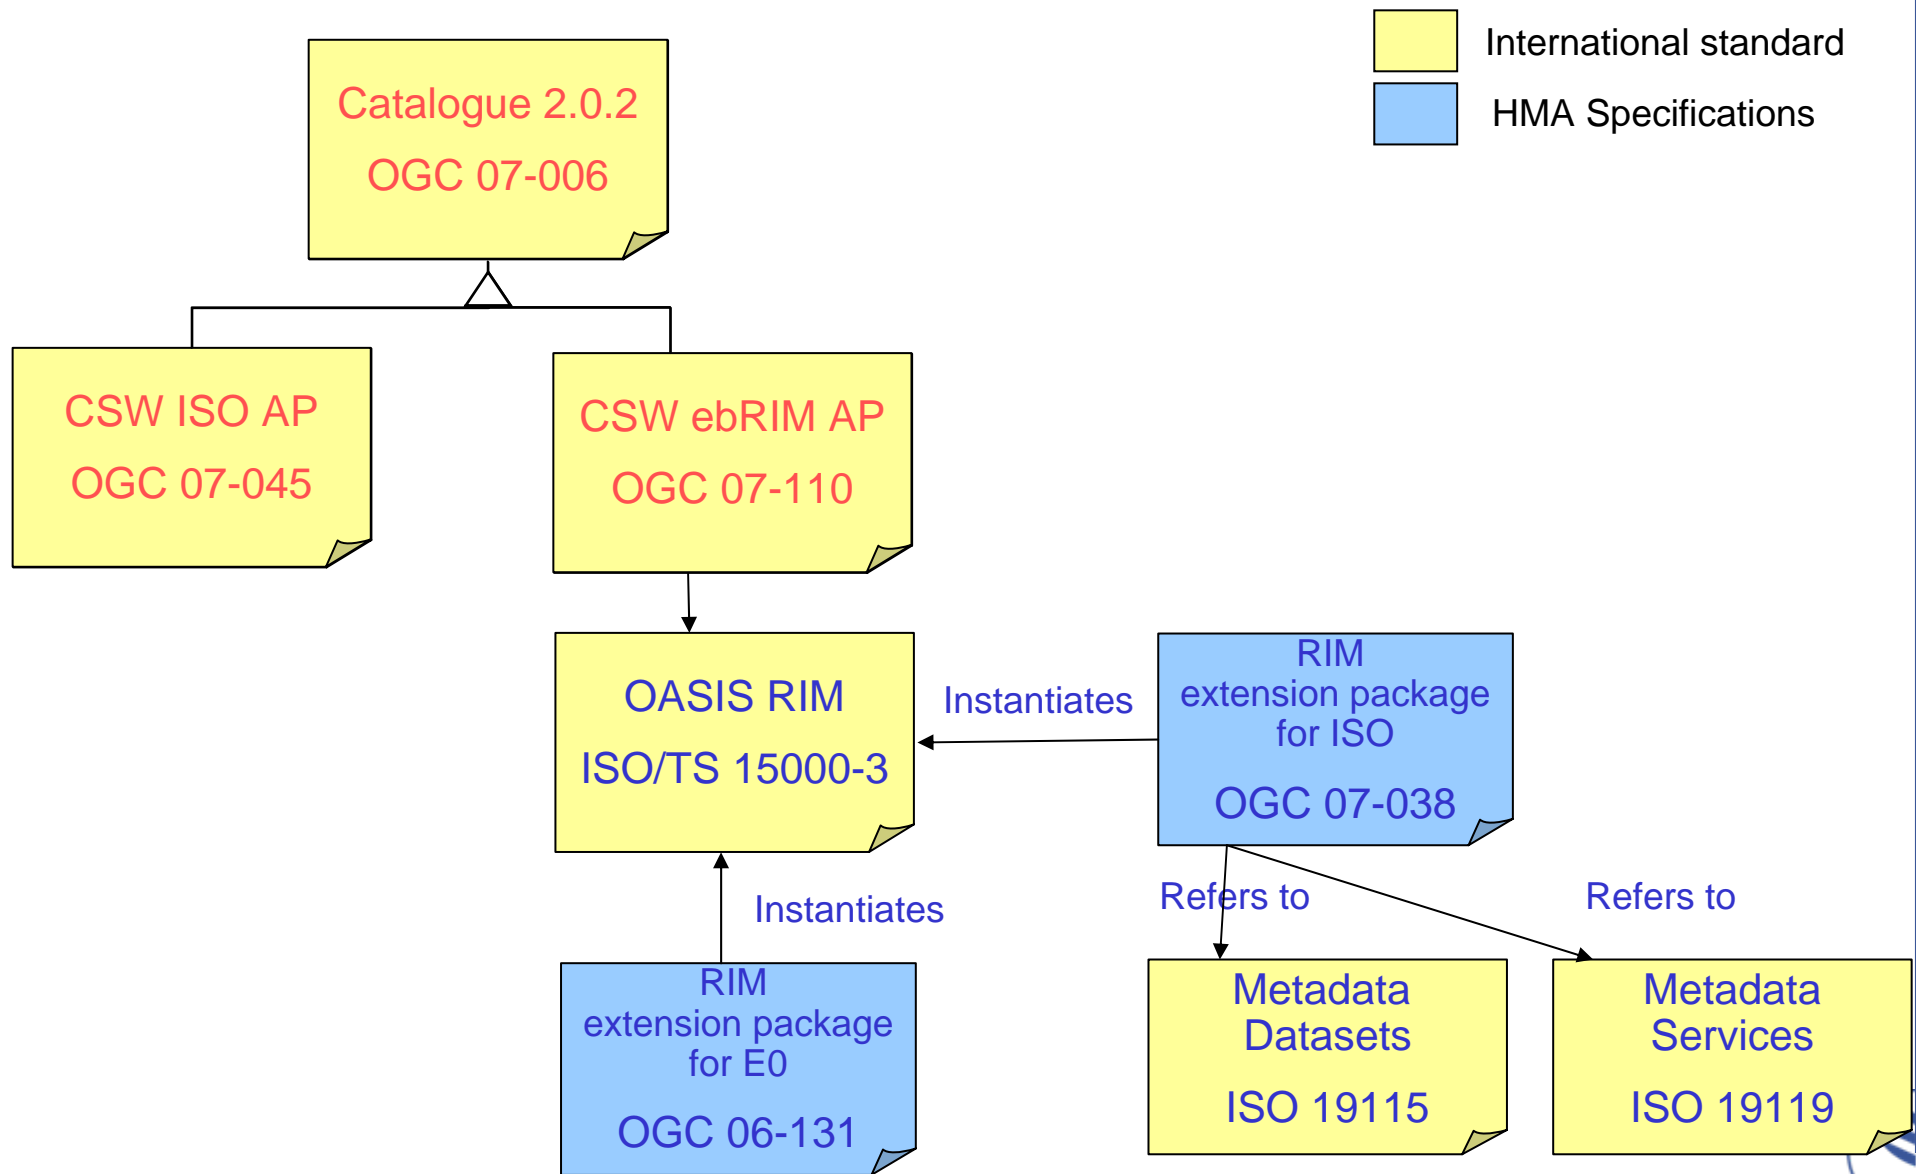 International standard
HMA Specifications
Catalogue 2.0.2
OGC 07-006
CSW ISO AP
OGC 07-045
CSW ebRIM AP
OGC 07-110
OASIS RIM
ISO/TS 15000-3
Instantiates
RIM
extension package
for ISO
OGC 07-038
Instantiates
Refers to
Refers to
RIM
extension package
for E0
OGC 06-131
Metadata
Datasets
ISO 19115
Metadata
Services
ISO 19119